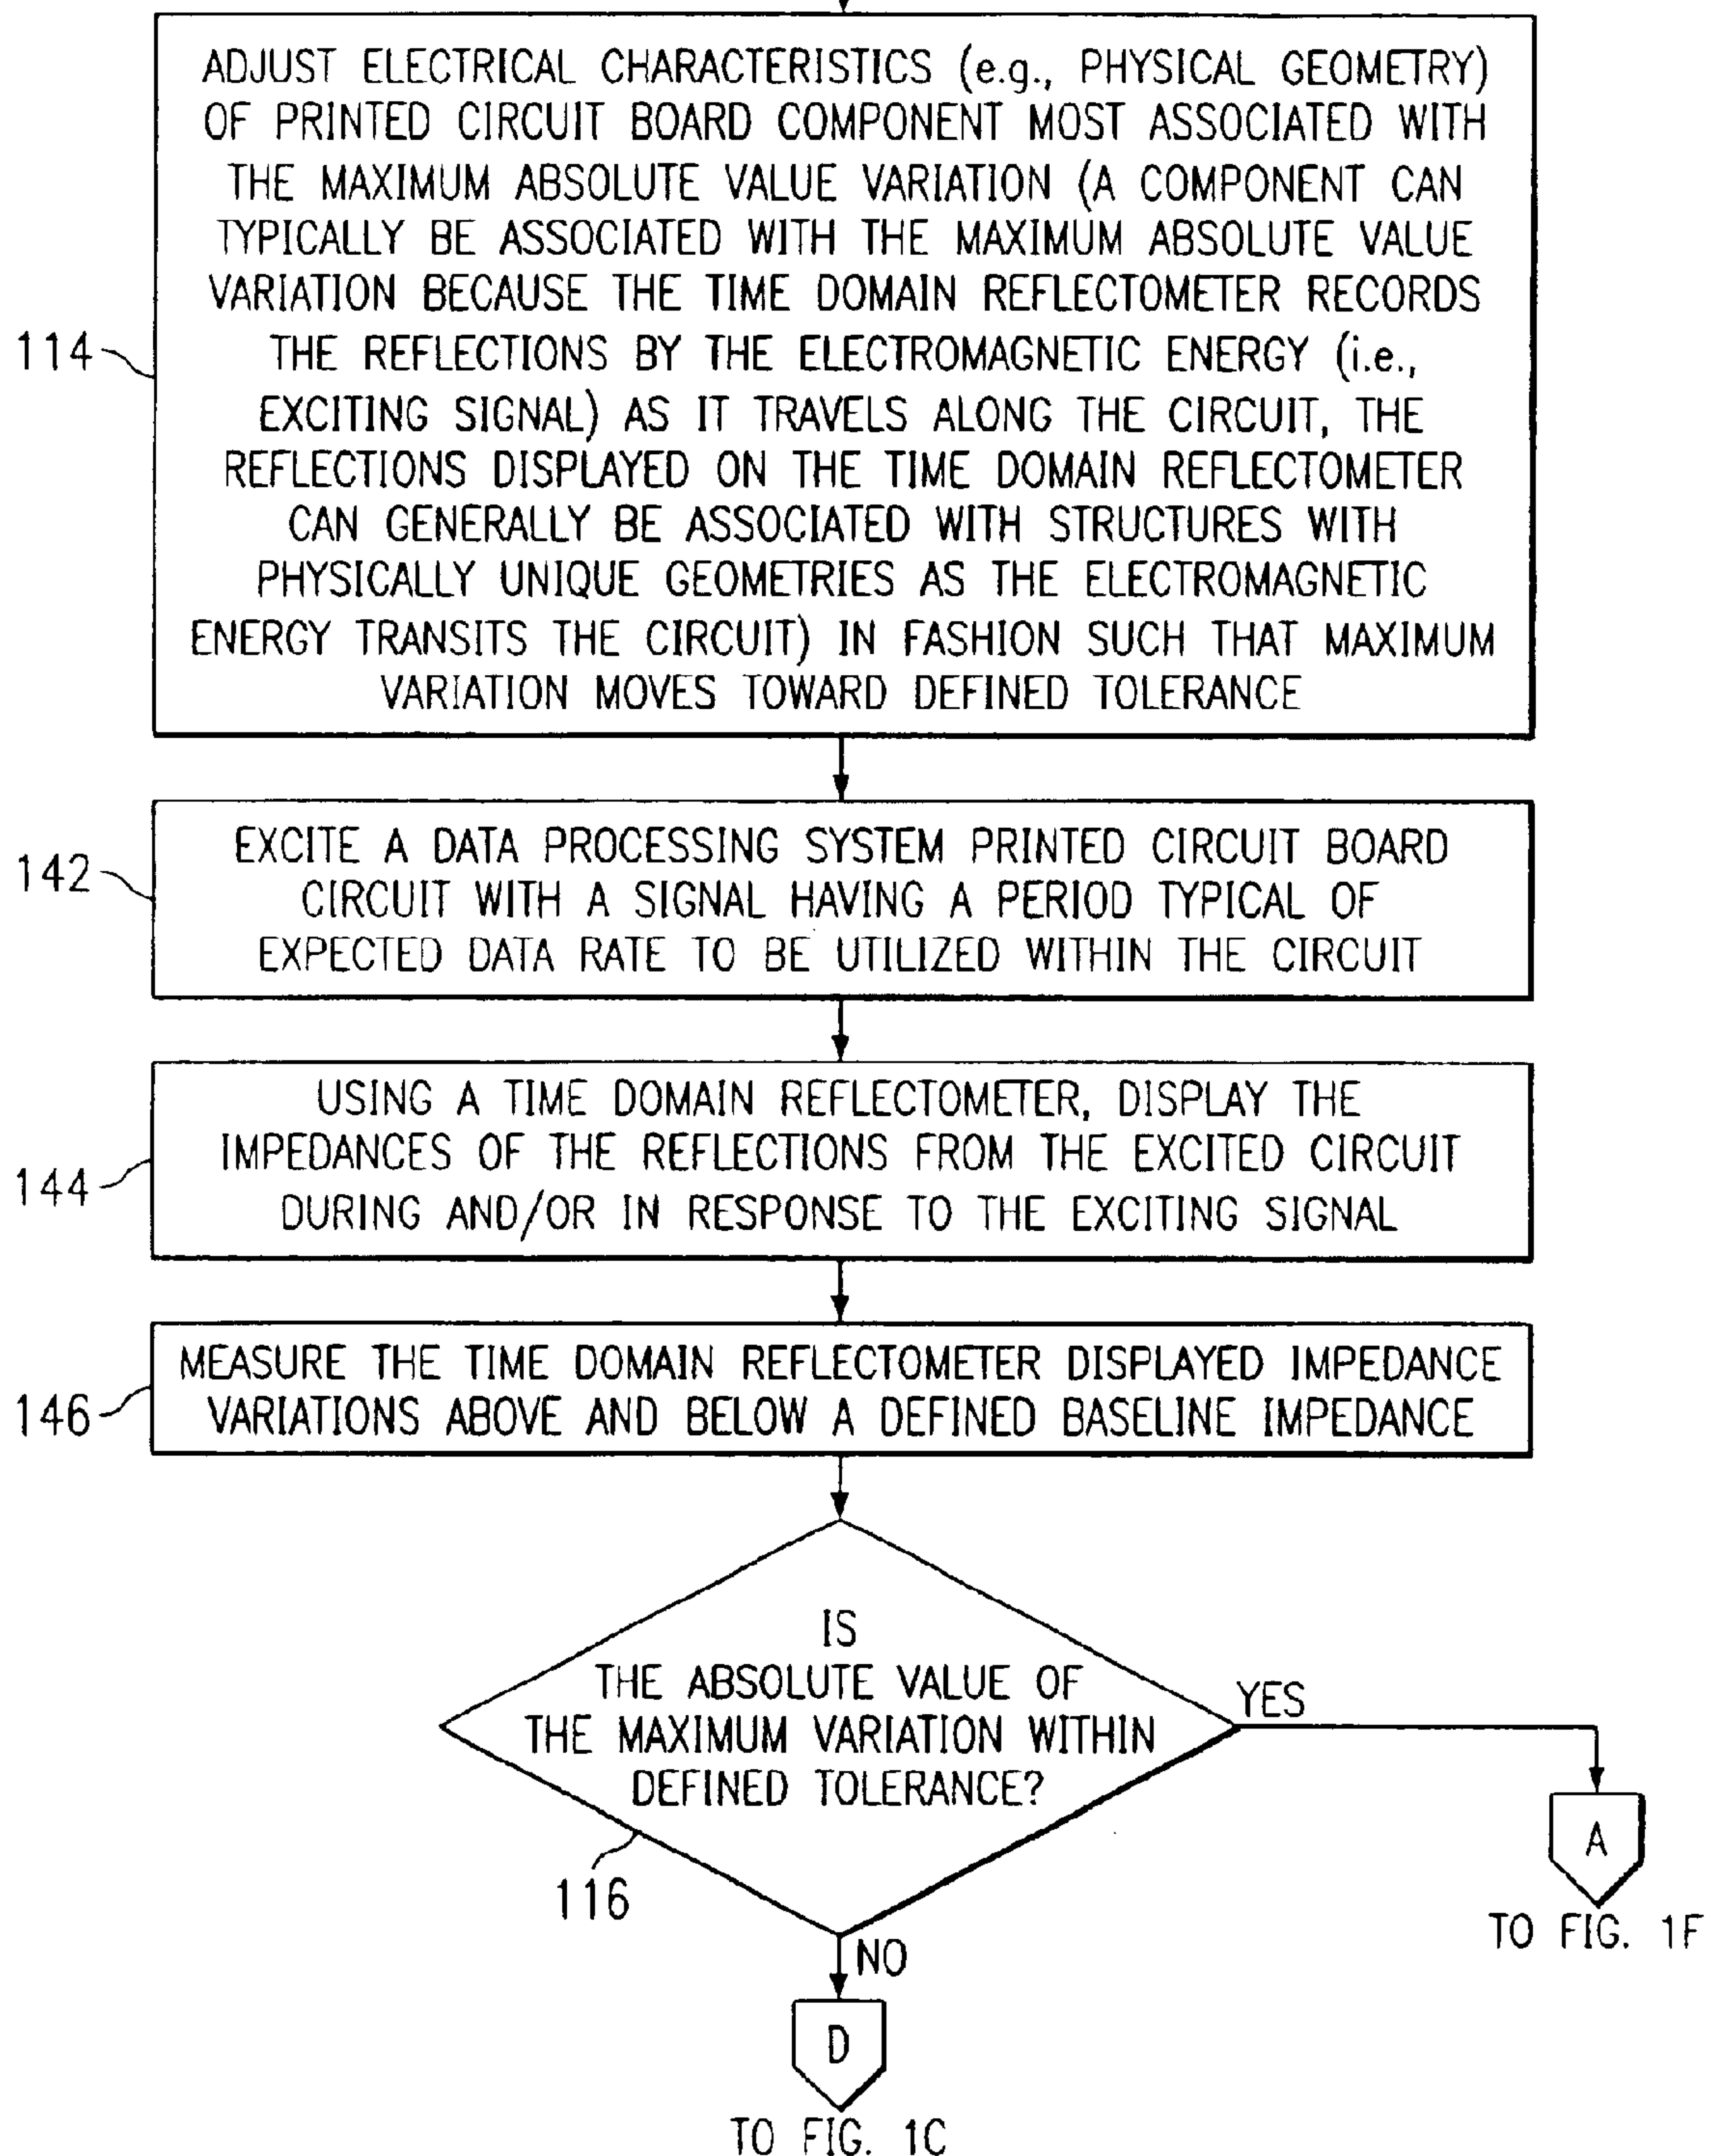 ADJUST ELECTRICAL CHARACTERISTICS (e.g., PHYSICAL GEOMETRY)
OF PRINTED CIRCUIT BOARD COMPONENT MOST ASSOCIATED WITH
THE MAXIMUM ABSOLUTE VALUE VARIATION (A COMPONENT CAN
TYPICALLY BE ASSOCIATED WITH THE MAXIMUM ABSOLUTE VALUE
VARIATION BECAUSE THE TIME DOMAIN REFLECTOMETER RECORDS
THE REFLECTIONS BY THE ELECTROMAGNETIC ENERGY (i.e.,
EXCITING SIGNAL) AS IT TRAVELS ALONG THE CIRCUIT, THE
REFLECTIONS DISPLAYED ON THE TIME DOMAIN REFLECTOMETER
CAN GENERALLY BE ASSOCIATED WITH STRUCTURES WITH
PHYSICALLY UNIQUE GEOMETRIES AS THE ELECTROMAGNETIC
ENERGY TRANSITS THE CIRCUIT) IN FASHION SUCH THAT MAXIMUM
VARIATION MOVES TOWARD DEFINED TOLERANCE
114
EXCITE A DATA PROCESSING SYSTEM PRINTED CIRCUIT BOARD
CIRCUIT WITH A SIGNAL HAVING A PERIOD TYPICAL OF
EXPECTED DATA RATE TO BE UTILIZED WITHIN THE CIRCUIT
142
USING A TIME DOMAIN REFLECTOMETER, DISPLAY THE
IMPEDANCES OF THE REFLECTIONS FROM THE EXCITED CIRCUIT
DURING AND/OR IN RESPONSE TO THE EXCITING SIGNAL
144
MEASURE THE TIME DOMAIN REFLECTOMETER DISPLAYED IMPEDANCE
VARIATIONS ABOVE AND BELOW A DEFINED BASELINE IMPEDANCE
146
IS
THE ABSOLUTE VALUE OF
THE MAXIMUM VARIATION WITHIN
DEFINED TOLERANCE?
116
YES
A
TO FIG. 1F
NO
D
TO FIG. 1C